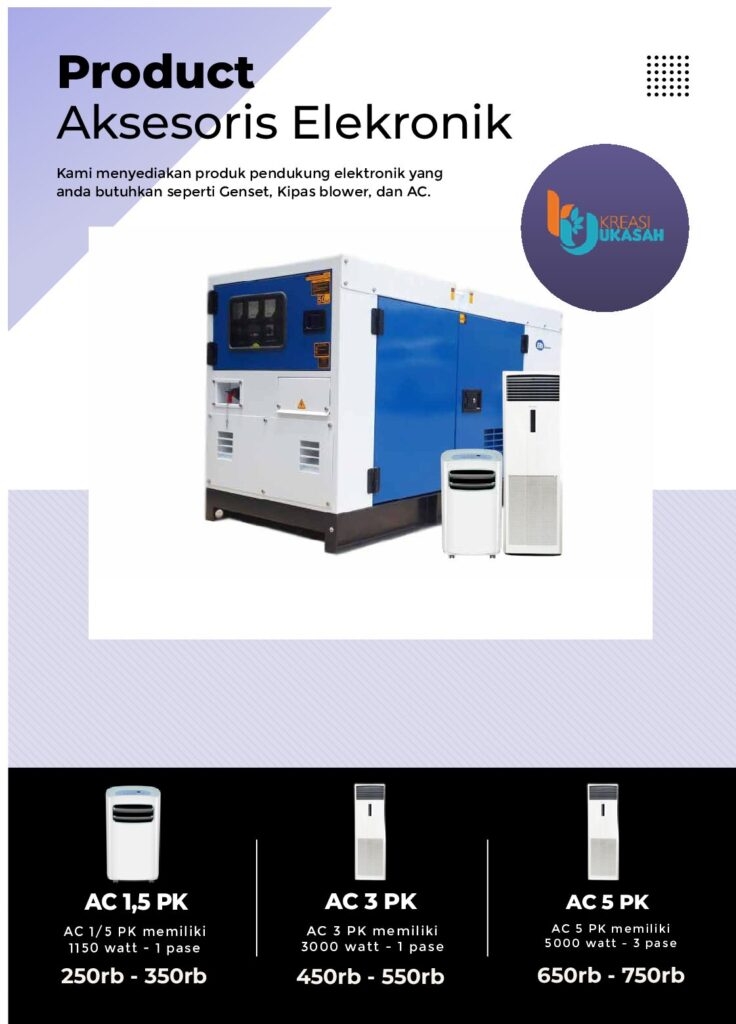 Product
Aksesoris Elekronik
Kami menyediakan produk pendukung elektronik yang
anda butuhkan seperti Genset, Kipas blower, dan AC.
KREASI
UKASAH
AC 1,5 PK
AC 1/5 PK memiliki
1150 watt - 1 pase
250rb - 350rb
AC 3 PK
AC 3 PK memiliki
3000 watt - 1 pase
450rb - 550rb
AC 5 PK
AC 5 PK memiliki
5000 watt - 3 pase
650rb - 750rb